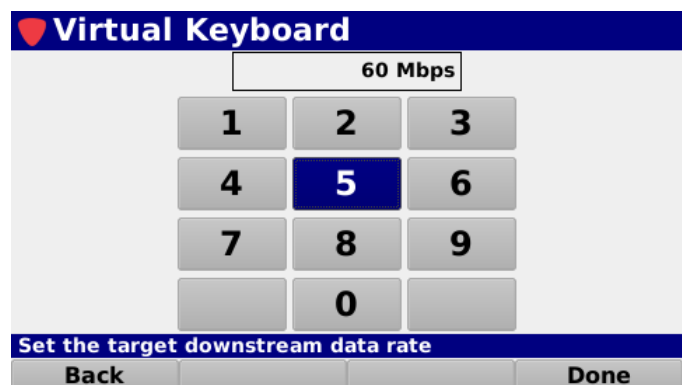 Virtual Keyboard
60 Mbps
1 2 3
4 5 6
7 8 9
0
Set the target downstream data rate
Back Done